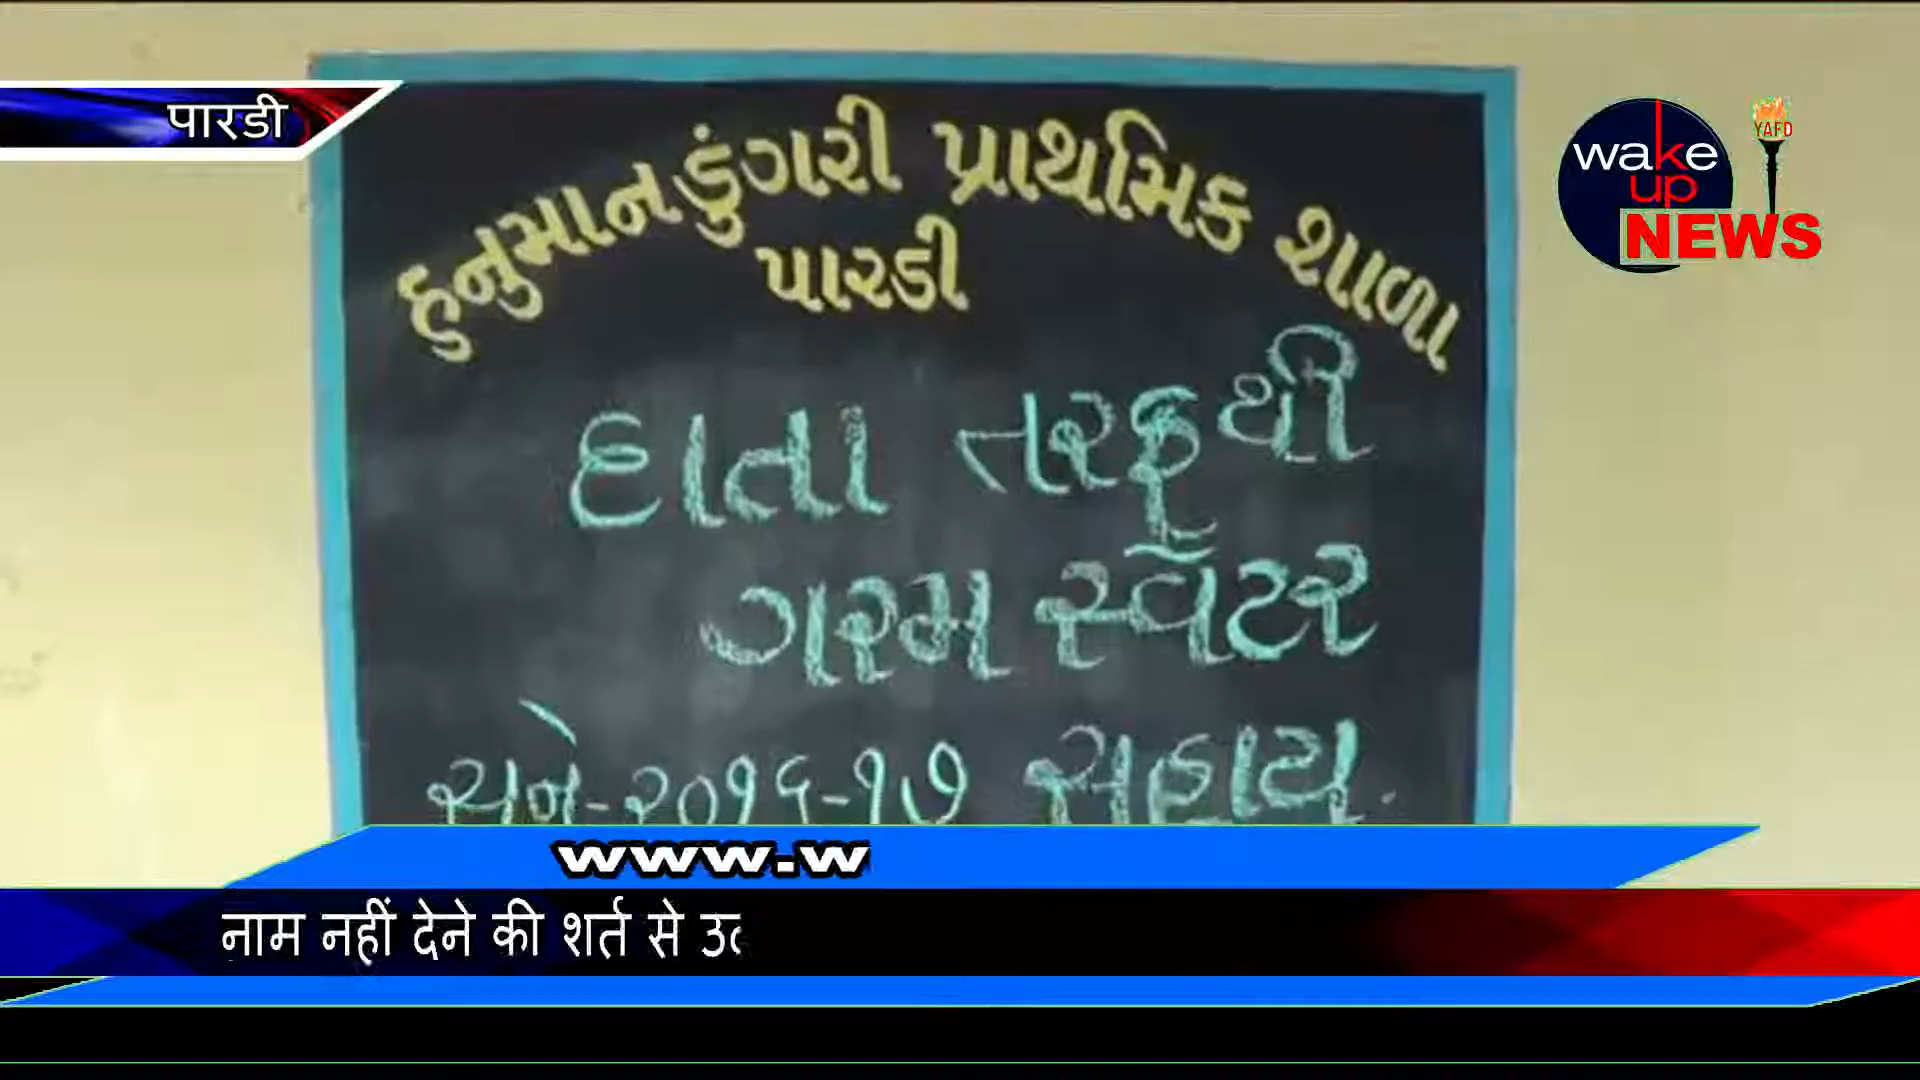 पारडी
wake
up
NEWS
YAFD
હનુમાનડુંગરી પ્રાથમિક શાળા
પારડી
દાતા તરફથી
ગરમ સ્વૅટર
સને-૨૦૧૬-૧૭ સહાય.
www.w
नाम नहीं देने की शर्त से